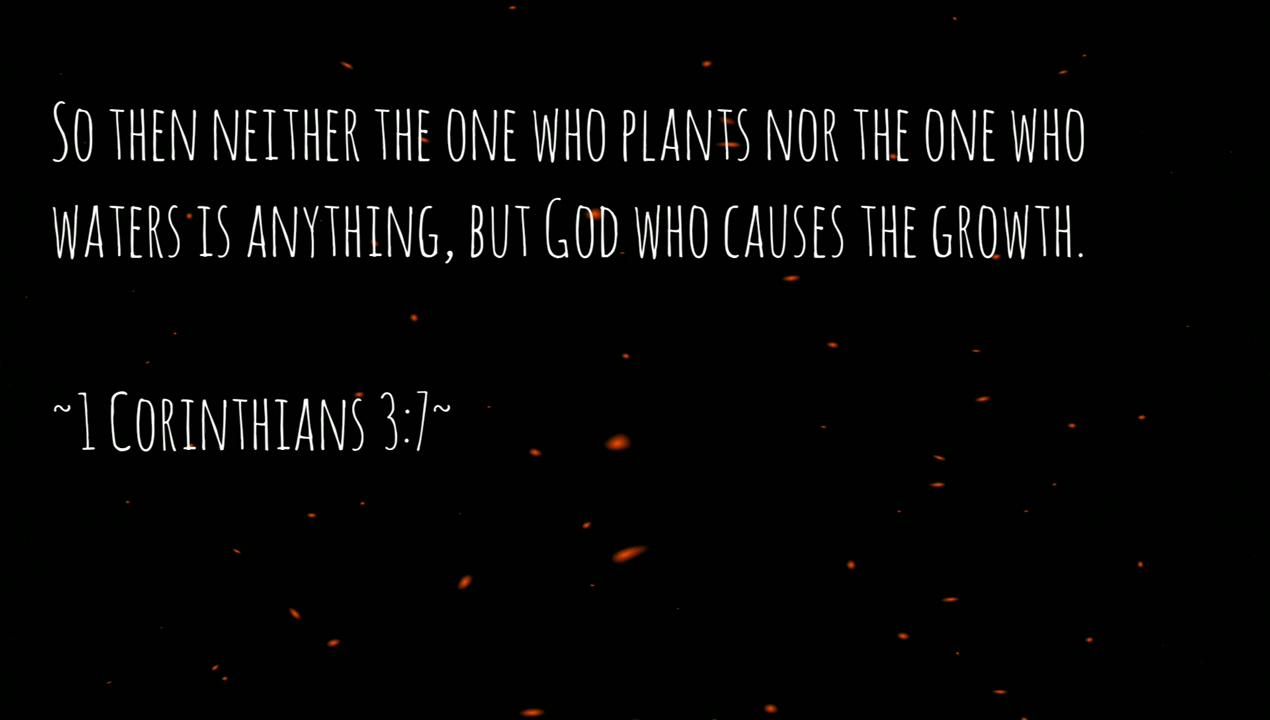 So then neither the one who plants nor the one who
waters is anything, but God who causes the growth.
~1 Corinthians 3:7~